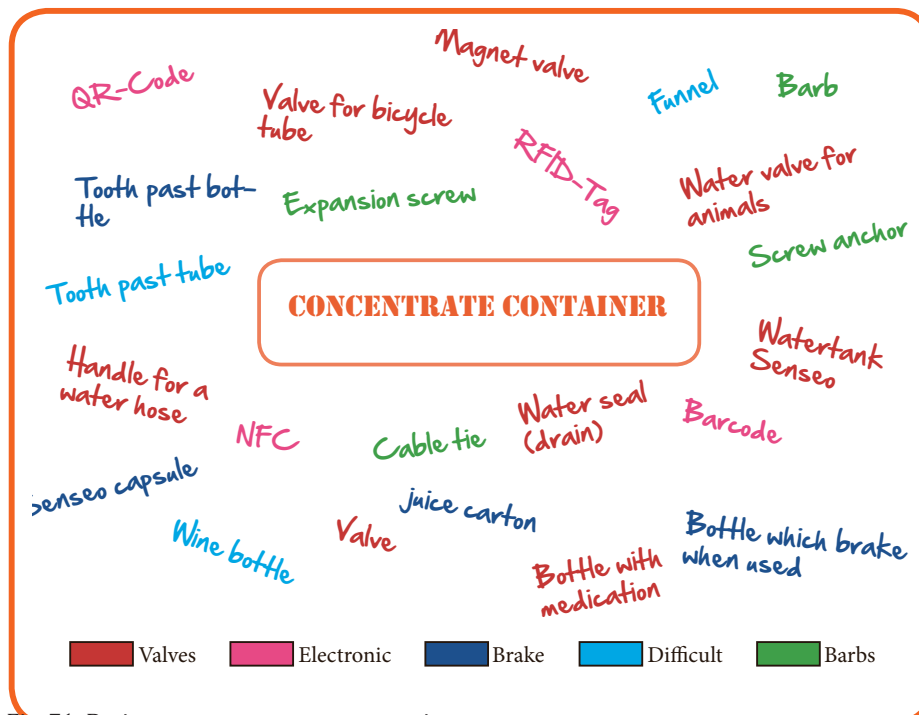 Magnet valve
QR-Code
Funnel
Barb
Valve for bicycle
tube
RFID-Tag
Water valve for
animals
Tooth past bot-
tle
Expansion screw
Screw anchor
Tooth past tube
CONCENTRATE CONTAINER
Watertank
Senseo
Handle for a
water hose
Water seal
(drain)
Barcode
NFC
Cable tie
Senseo capsule
juice carton
Wine bottle
Valve
Bottle which brake
when used
Bottle with
medication
Valves
Electronic
Brake
Difficult
Barbs